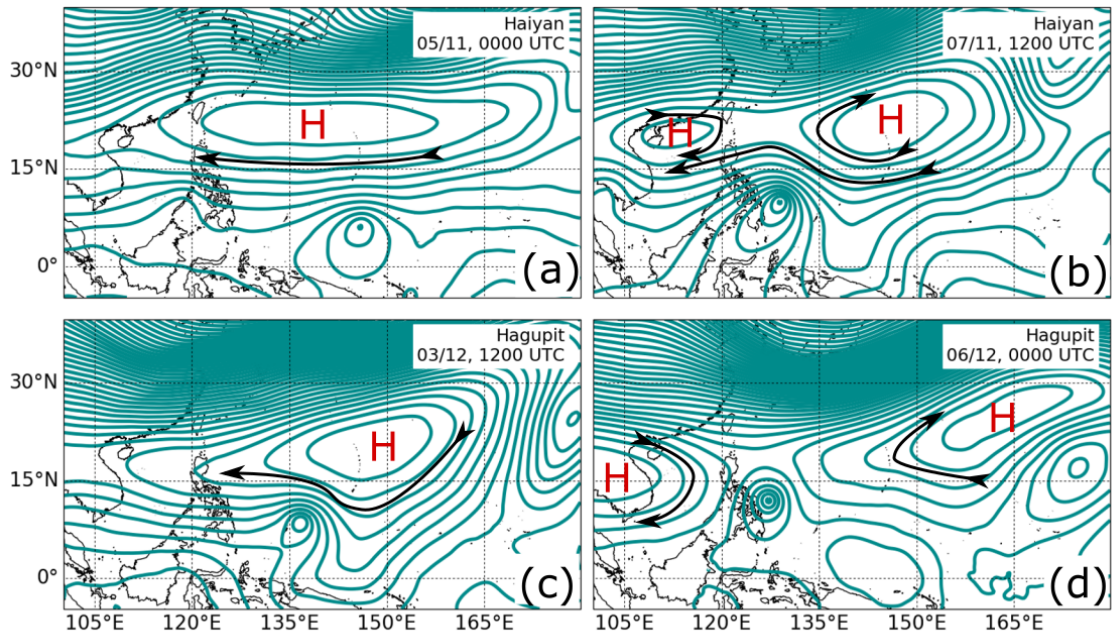 Haiyan
05/11, 0000 UTC
Haiyan
07/11, 1200 UTC
30°N
15°N
0°
H
H
H
(a)
(b)
Hagupit
03/12, 1200 UTC
Hagupit
06/12, 0000 UTC
30°N
15°N
0°
H
H
H
(c)
(d)
105°E 120°E 135°E 150°E 165°E 105°E 120°E 135°E 150°E 165°E